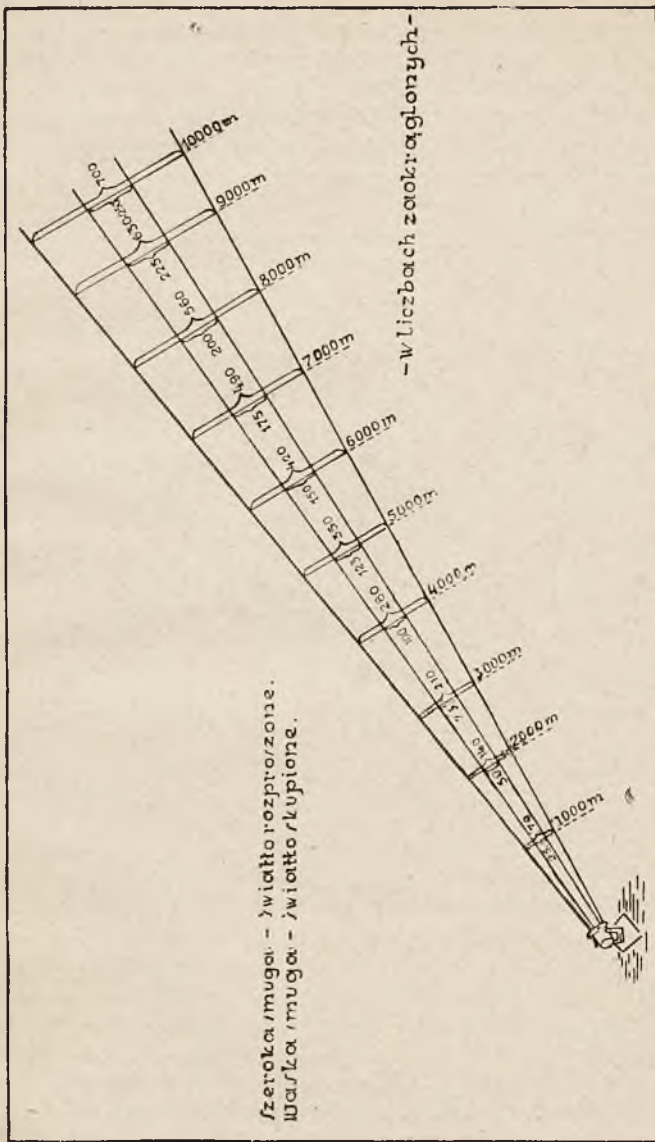 Szeroka smuga - światło rozproszone.
Wąska smuga - światło skupione.
-w Liczbach zaokrąglonych-
10000m
700
250
9000m
630
225
8000m
560
200
7000m
490
175
6000m
420
150
5000m
350
125
4000m
280
100
3000m
210
75
2000m
140
50
1000m
70
25